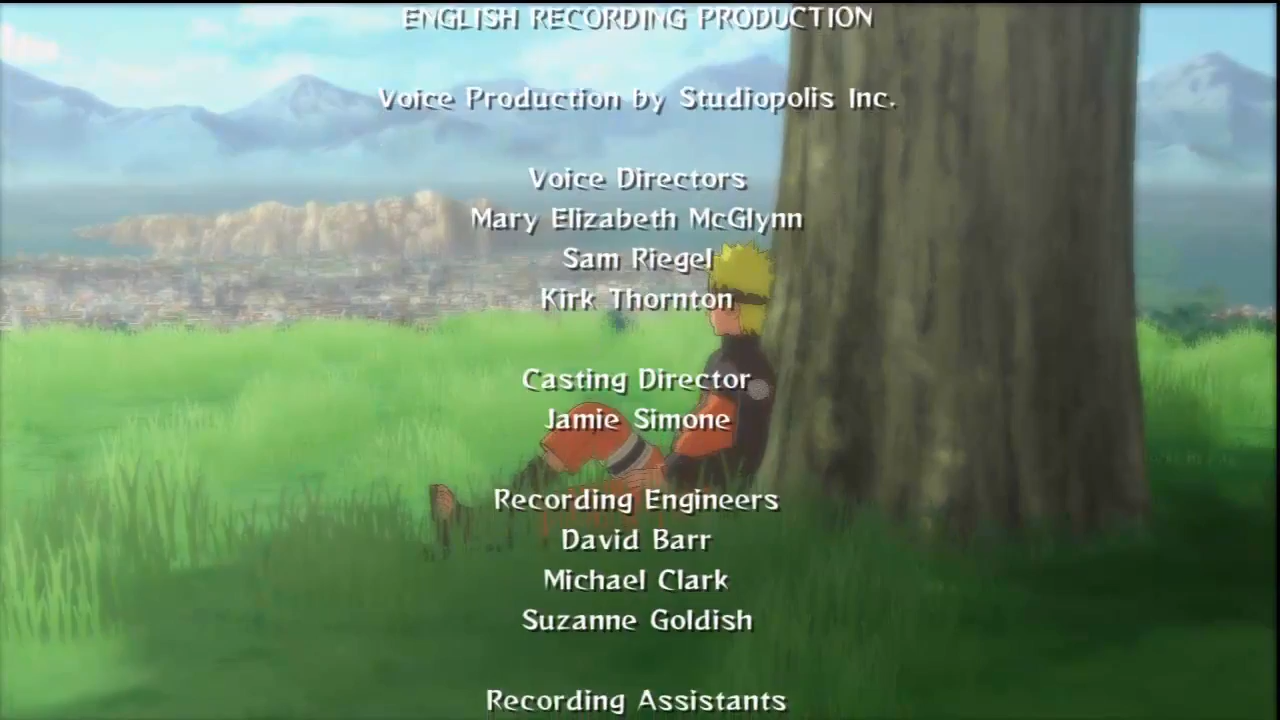 ENGLISH RECORDING PRODUCTION
Voice Production by Studiopolis Inc.
Voice Directors
Mary Elizabeth McGlynn
Sam Riegel
Kirk Thornton
Casting Director
Jamie Simone
Recording Engineers
David Barr
Michael Clark
Suzanne Goldish
Recording Assistants